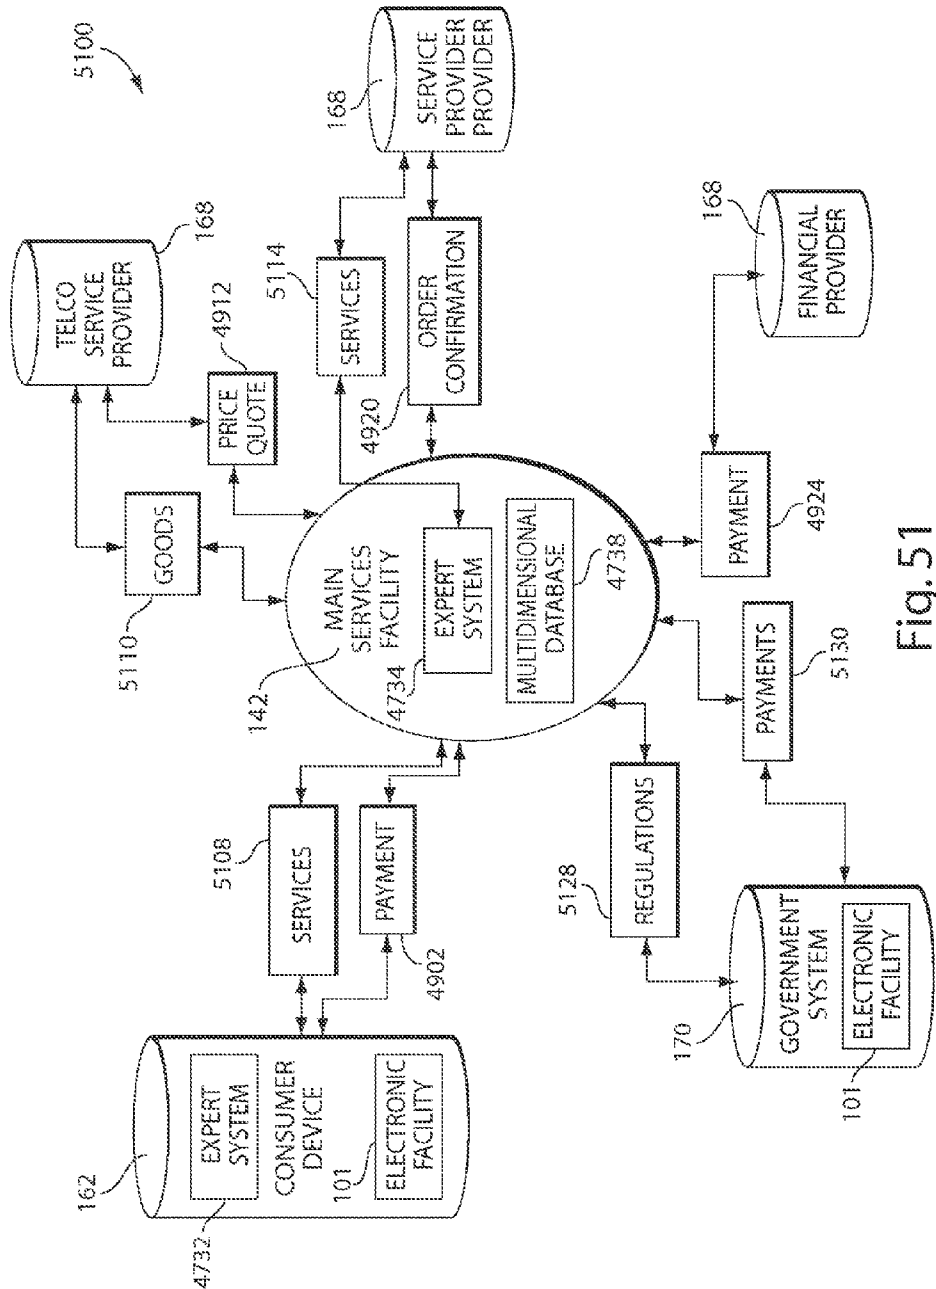 5100
162
EXPERT
SYSTEM
4732
CONSUMER
DEVICE
101
ELECTRONIC
FACILITY
5108
SERVICES
PAYMENT
4902
5110
GOODS
TELCO
SERVICE
PROVIDER
168
4912
PRICE
QUOTE
142
MAIN
SERVICES
FACILITY
4734
EXPERT
SYSTEM
MULTIDIMENSIONAL
DATABASE
4738
5114
SERVICES
4920
ORDER
CONFIRMATION
168
SERVICE
PROVIDER
PROVIDER
5128
REGULATIONS
170
GOVERNMENT
SYSTEM
ELECTRONIC
FACILITY
101
PAYMENTS
5130
PAYMENT
4924
168
FINANCIAL
PROVIDER
Fig. 51